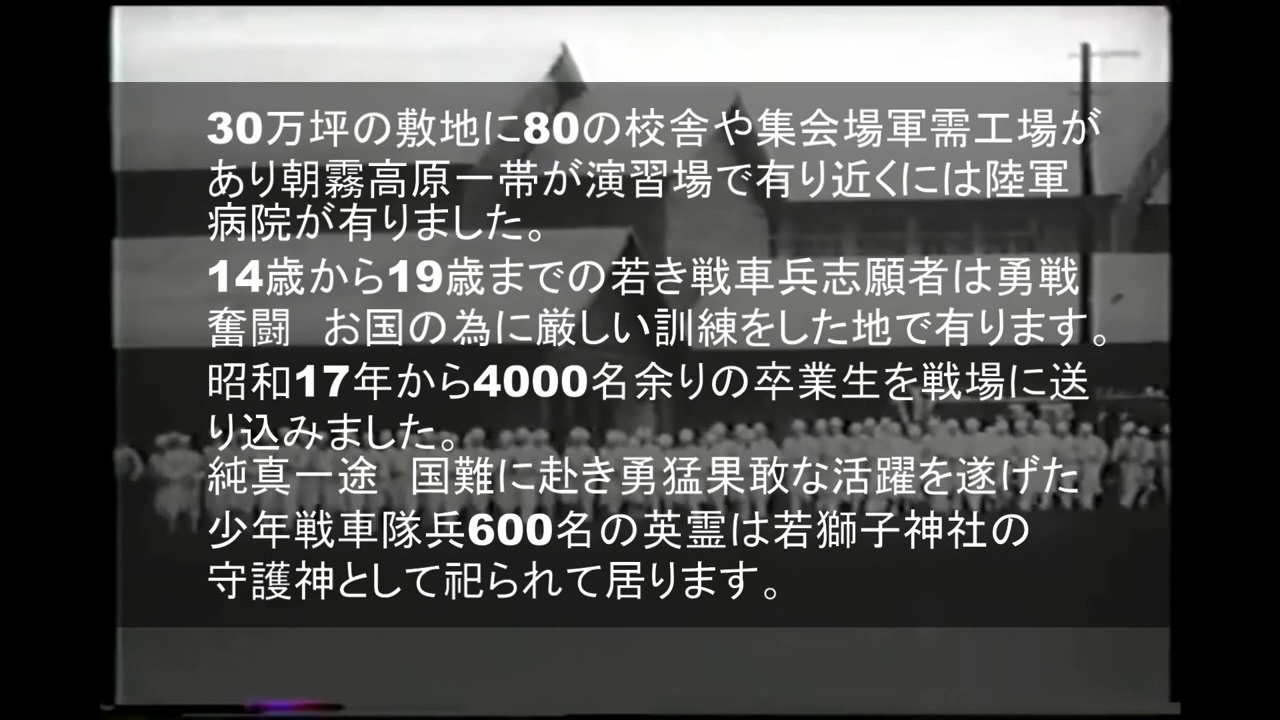 30万坪の敷地に80の校舎や集会場軍需工場が
あり朝霧高原一帯が演習場で有り近くには陸軍
病院が有りました。
14歳から19歳までの若き戦車兵志願者は勇戦
奮闘　お国の為に厳しい訓練をした地で有ります。
昭和17年から4000名余りの卒業生を戦場に送
り込みました。
純真一途　国難に赴き勇猛果敢な活躍を遂げた
少年戦車隊兵600名の英霊は若獅子神社の
守護神として祀られて居ります。